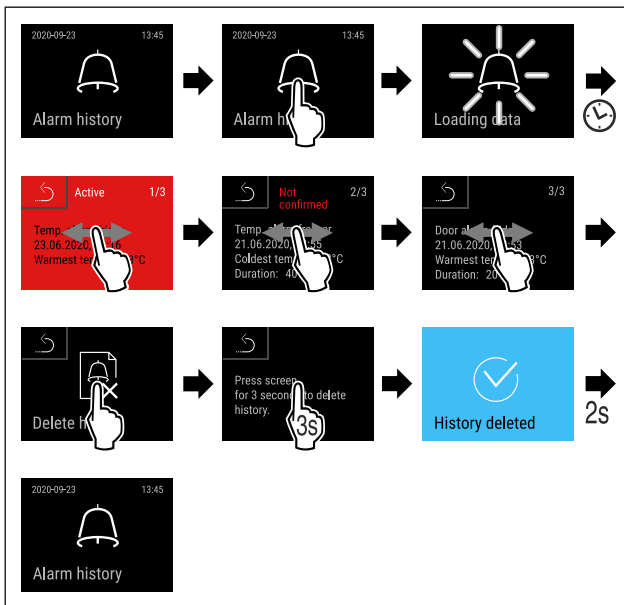 2020-09-23 13:45
Alarm history
2020-09-23 13:45
Alarm
Loading data
Active 1/3
Temp.
23.06.2020,
Warmest °C
Not
confirmed
2/3
Temp.
21.06.2020,
Coldest °C
Duration:
3/3
Door
21.06.2020,
Warmest °C
Duration:
Delete
Press screen
for 3 seconds to delete
history.
3s
History deleted
2s
2020-09-23 13:45
Alarm history